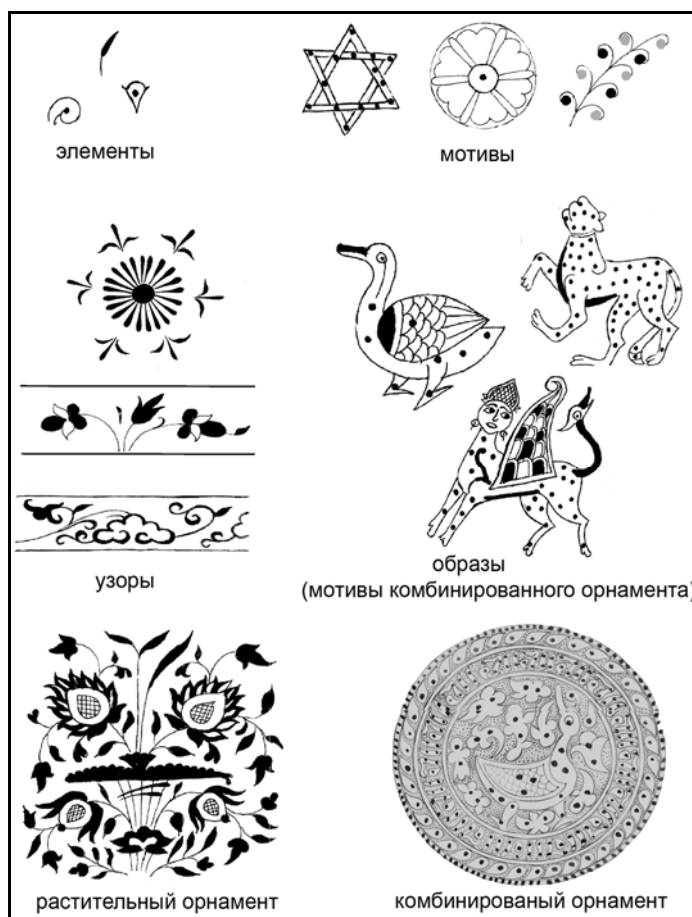 элементы
мотивы
узоры
образы
(мотивы комбинированного орнамента)
растительный орнамент
комбинированый орнамент